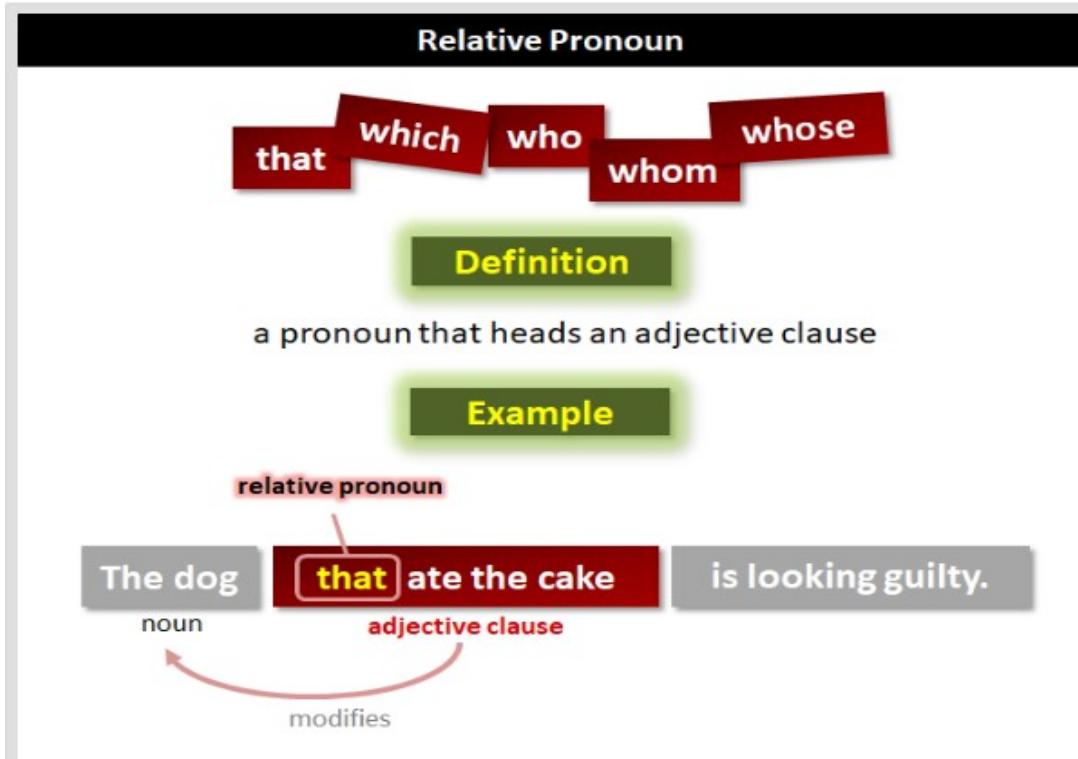 Relative Pronoun
that which who whom whose
Definition
a pronoun that heads an adjective clause
Example
relative pronoun
The dog that ate the cake is looking guilty.
noun adjective clause
modifies